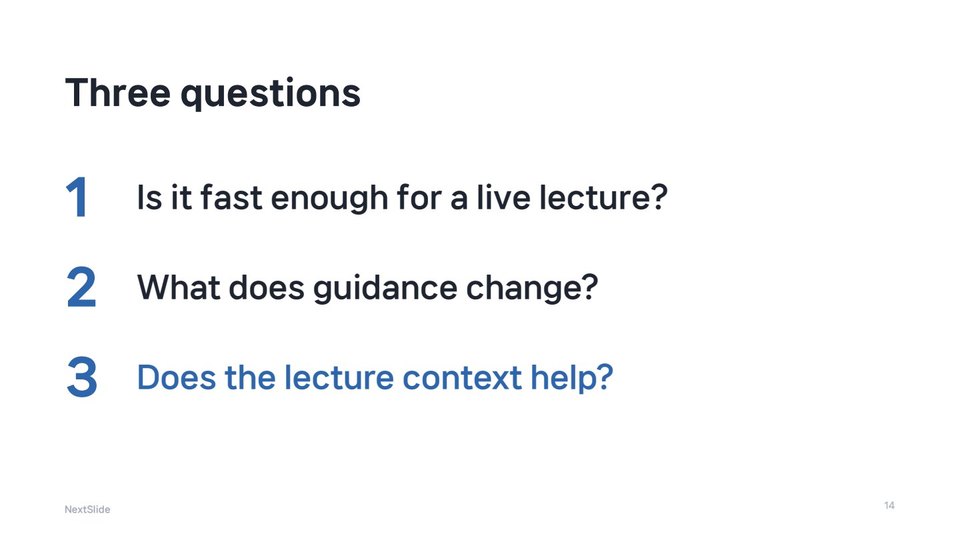 Three questions
1 Is it fast enough for a live lecture?
2 What does guidance change?
3 Does the lecture context help?
NextSlide
14